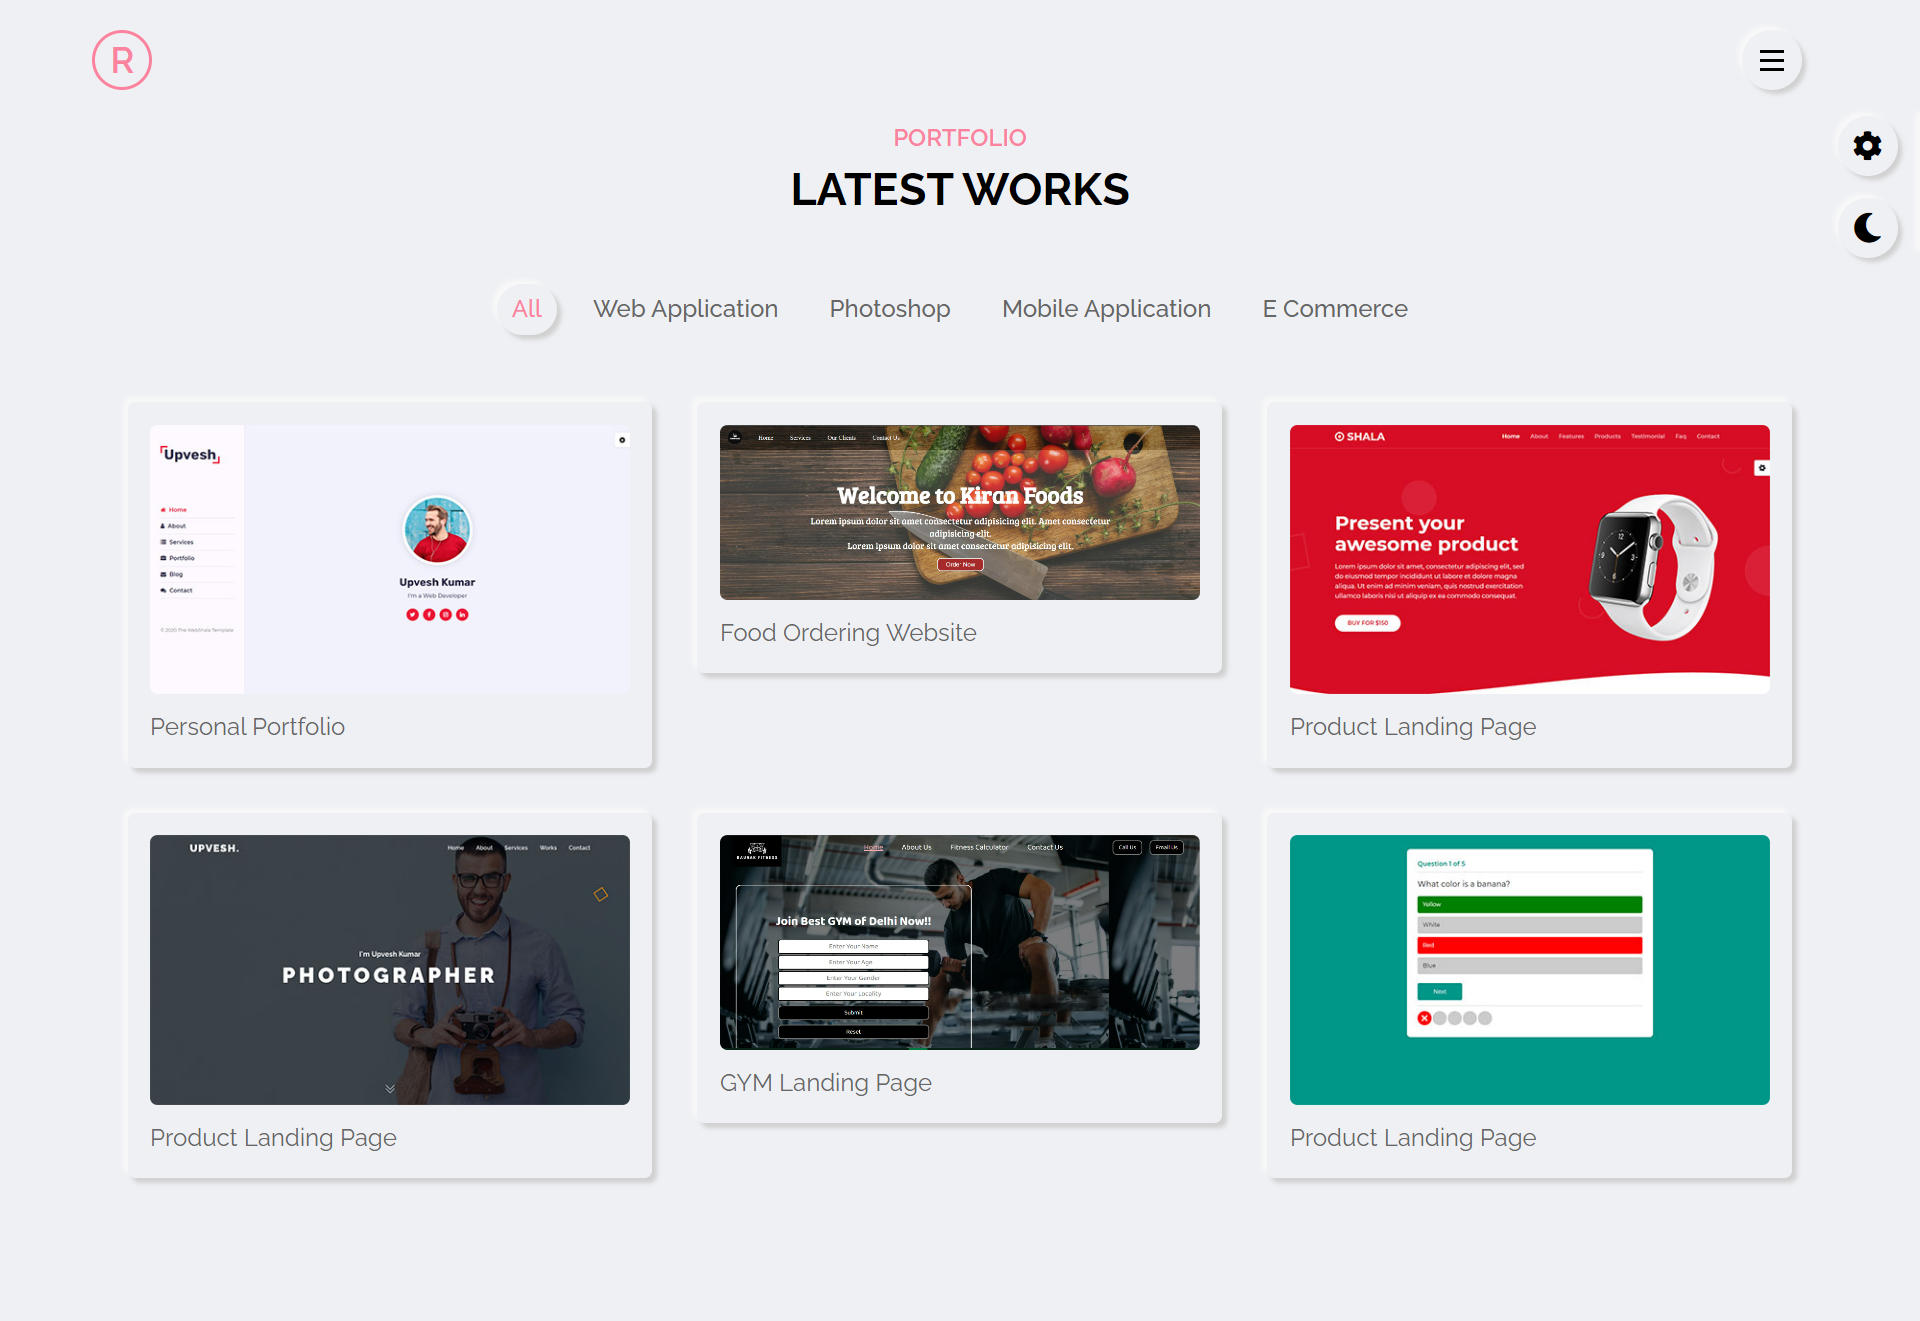 R
PORTFOLIO
LATEST WORKS
All
Web Application
Photoshop
Mobile Application
E Commerce
Upvesh
Home
About
Services
Portfolio
Blog
Contact
© 2020 The Webshala Template
Upvesh Kumar
I'm a Web Developer
Personal Portfolio
Home
Services
Our Clients
Contact Us
Welcome to Kiran Foods
Lorem ipsum dolor sit amet consectetur adipisicing elit. Amet consectetur
adipisicing elit.
Lorem ipsum dolor sit amet consectetur adipisicing elit.
Order Now
Food Ordering Website
SHALA
Home
About
Features
Products
Testimonial
Faq
Contact
Present your
awesome product
Lorem ipsum dolor sit amet, consectetur adipiscing elit, sed
do eiusmod tempor incididunt ut labore et dolore magna
aliqua. Ut enim ad minim veniam, quis nostrud exercitation
ullamco laboris nisi ut aliquip ex ea commodo consequat.
BUY FOR $150
Product Landing Page
UPVESH.
Home
About
Services
Works
Contact
I'm Upvesh Kumar
PHOTOGRAPHER
Product Landing Page
RAUNAK FITNESS
Home
About Us
Fitness Calculator
Contact Us
Call Us
Email Us
Join Best GYM of Delhi Now!!
Enter Your Name
Enter Your Age
Enter Your Gender
Enter Your Locality
Submit
Reset
GYM Landing Page
Question 1 of 5
What color is a banana?
Yellow
White
Red
Blue
Next
Product Landing Page